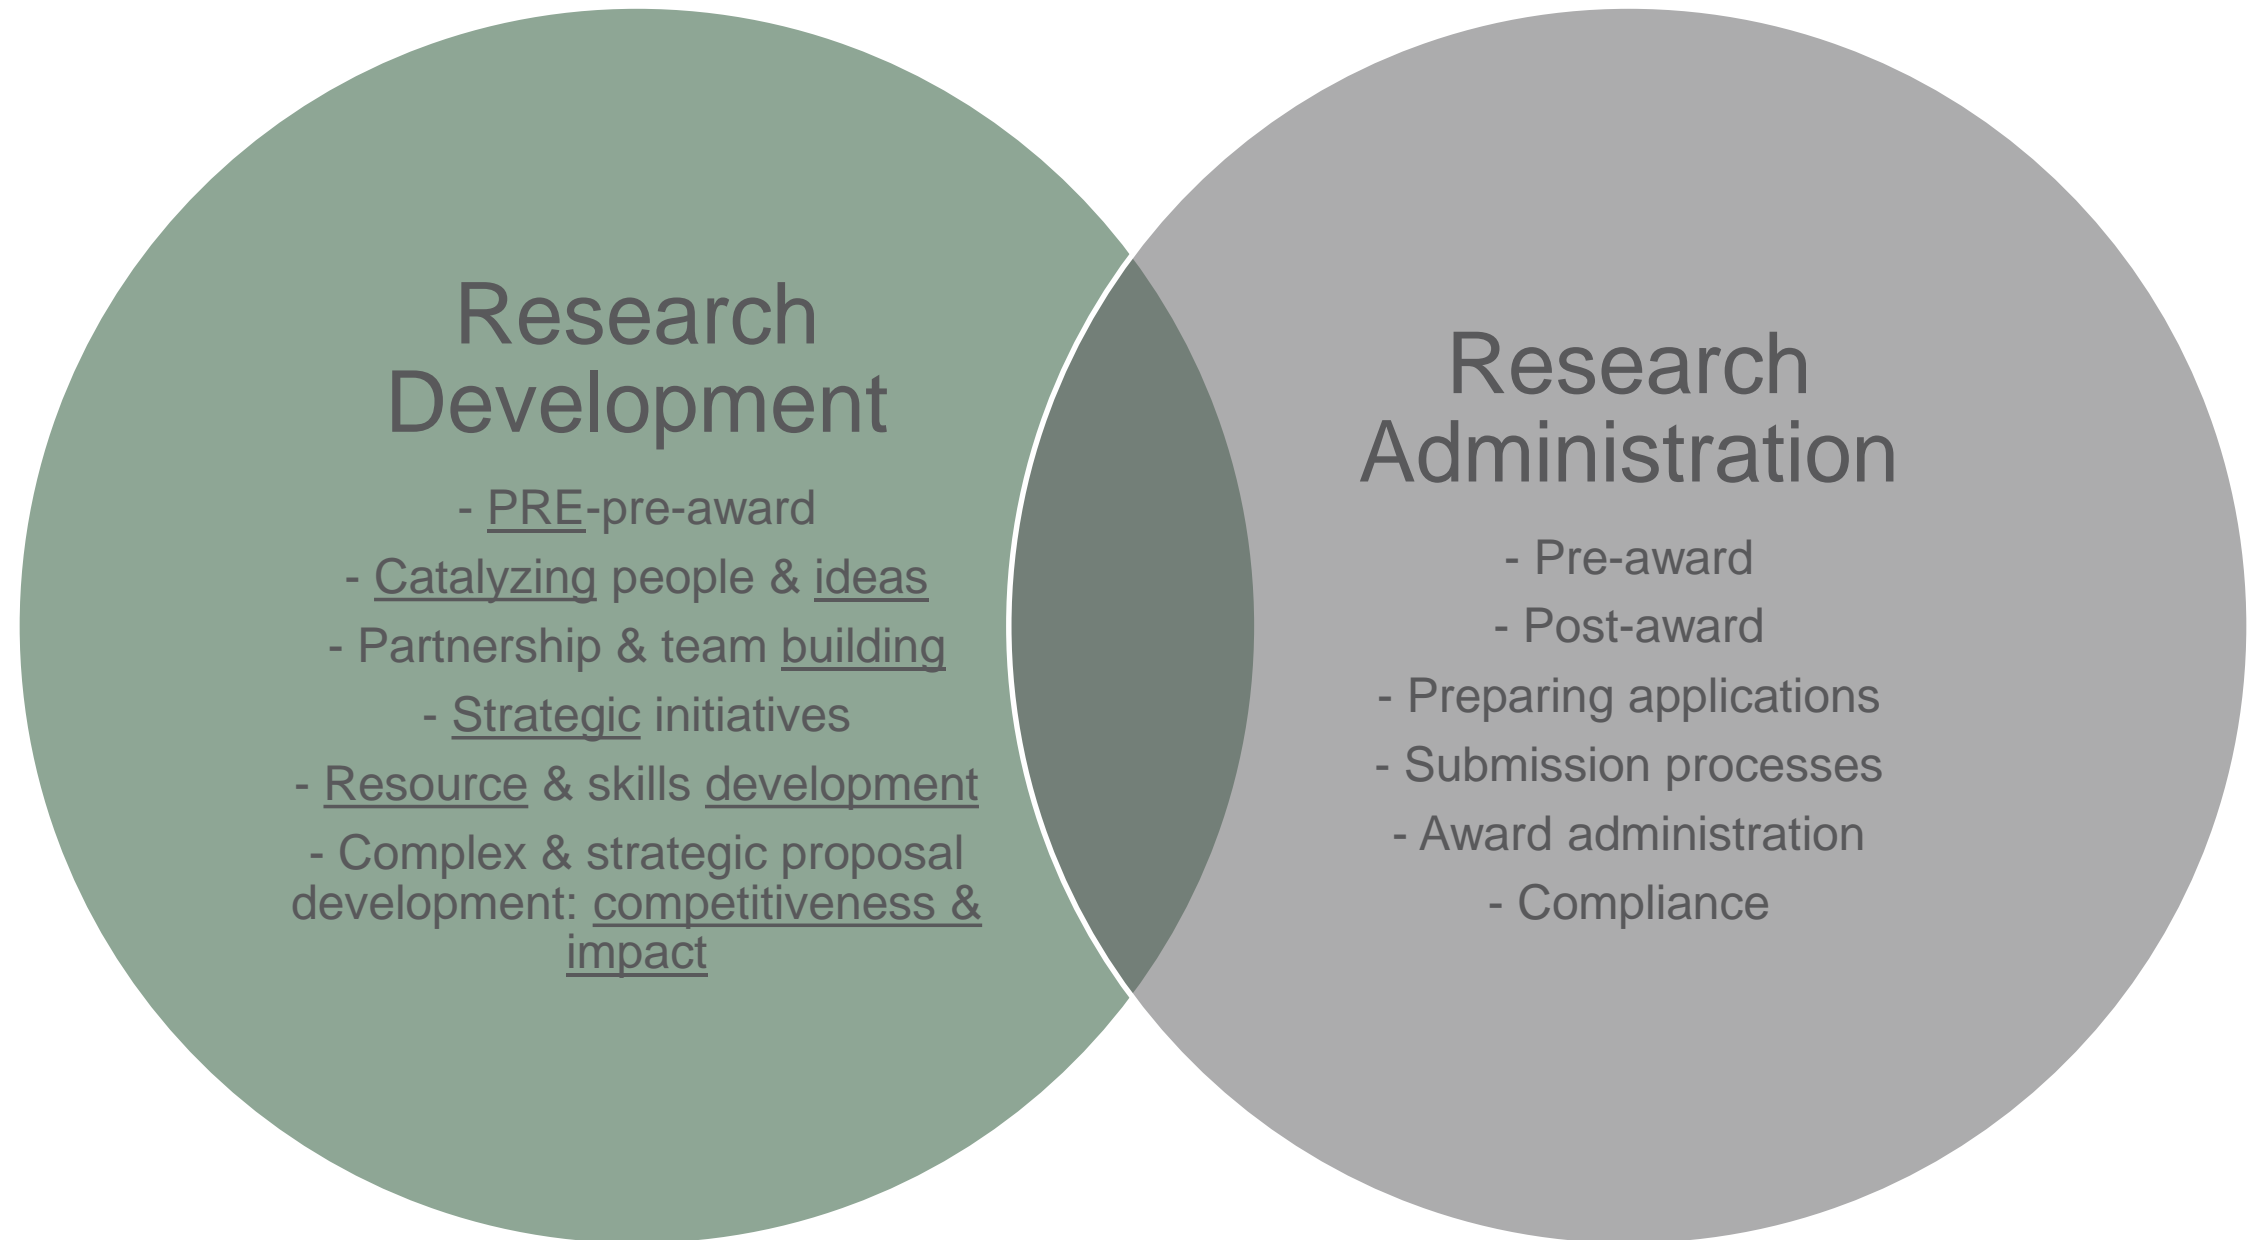 Research
Development
- PRE-pre-award
- Catalyzing people & ideas
- Partnership & team building
- Strategic initiatives
- Resource & skills development
- Complex & strategic proposal
development: competitiveness &
impact
Research
Administration
- Pre-award
- Post-award
- Preparing applications
- Submission processes
- Award administration
- Compliance